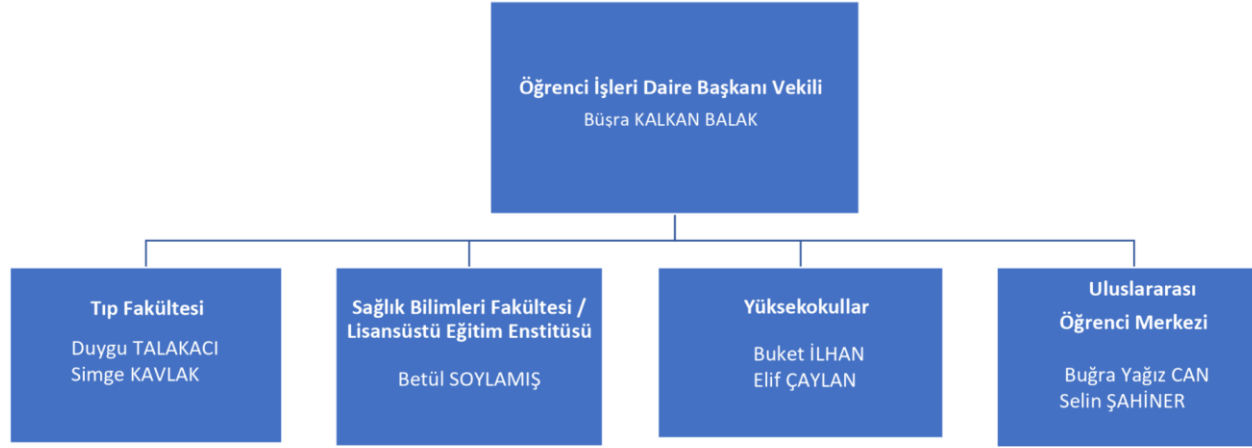 Öğrenci İşleri Daire Başkanı Vekili
Büşra KALKAN BALAK
Tıp Fakültesi
Duygu TALAKACI
Simge KAVLAK
Sağlık Bilimleri Fakültesi /
Lisansüstü Eğitim Enstitüsü
Betül SOYLAMIŞ
Yüksekokullar
Buket İLHAN
Elif ÇAYLAN
Uluslararası
Öğrenci Merkezi
Buğra Yağız CAN
Selin ŞAHİNER